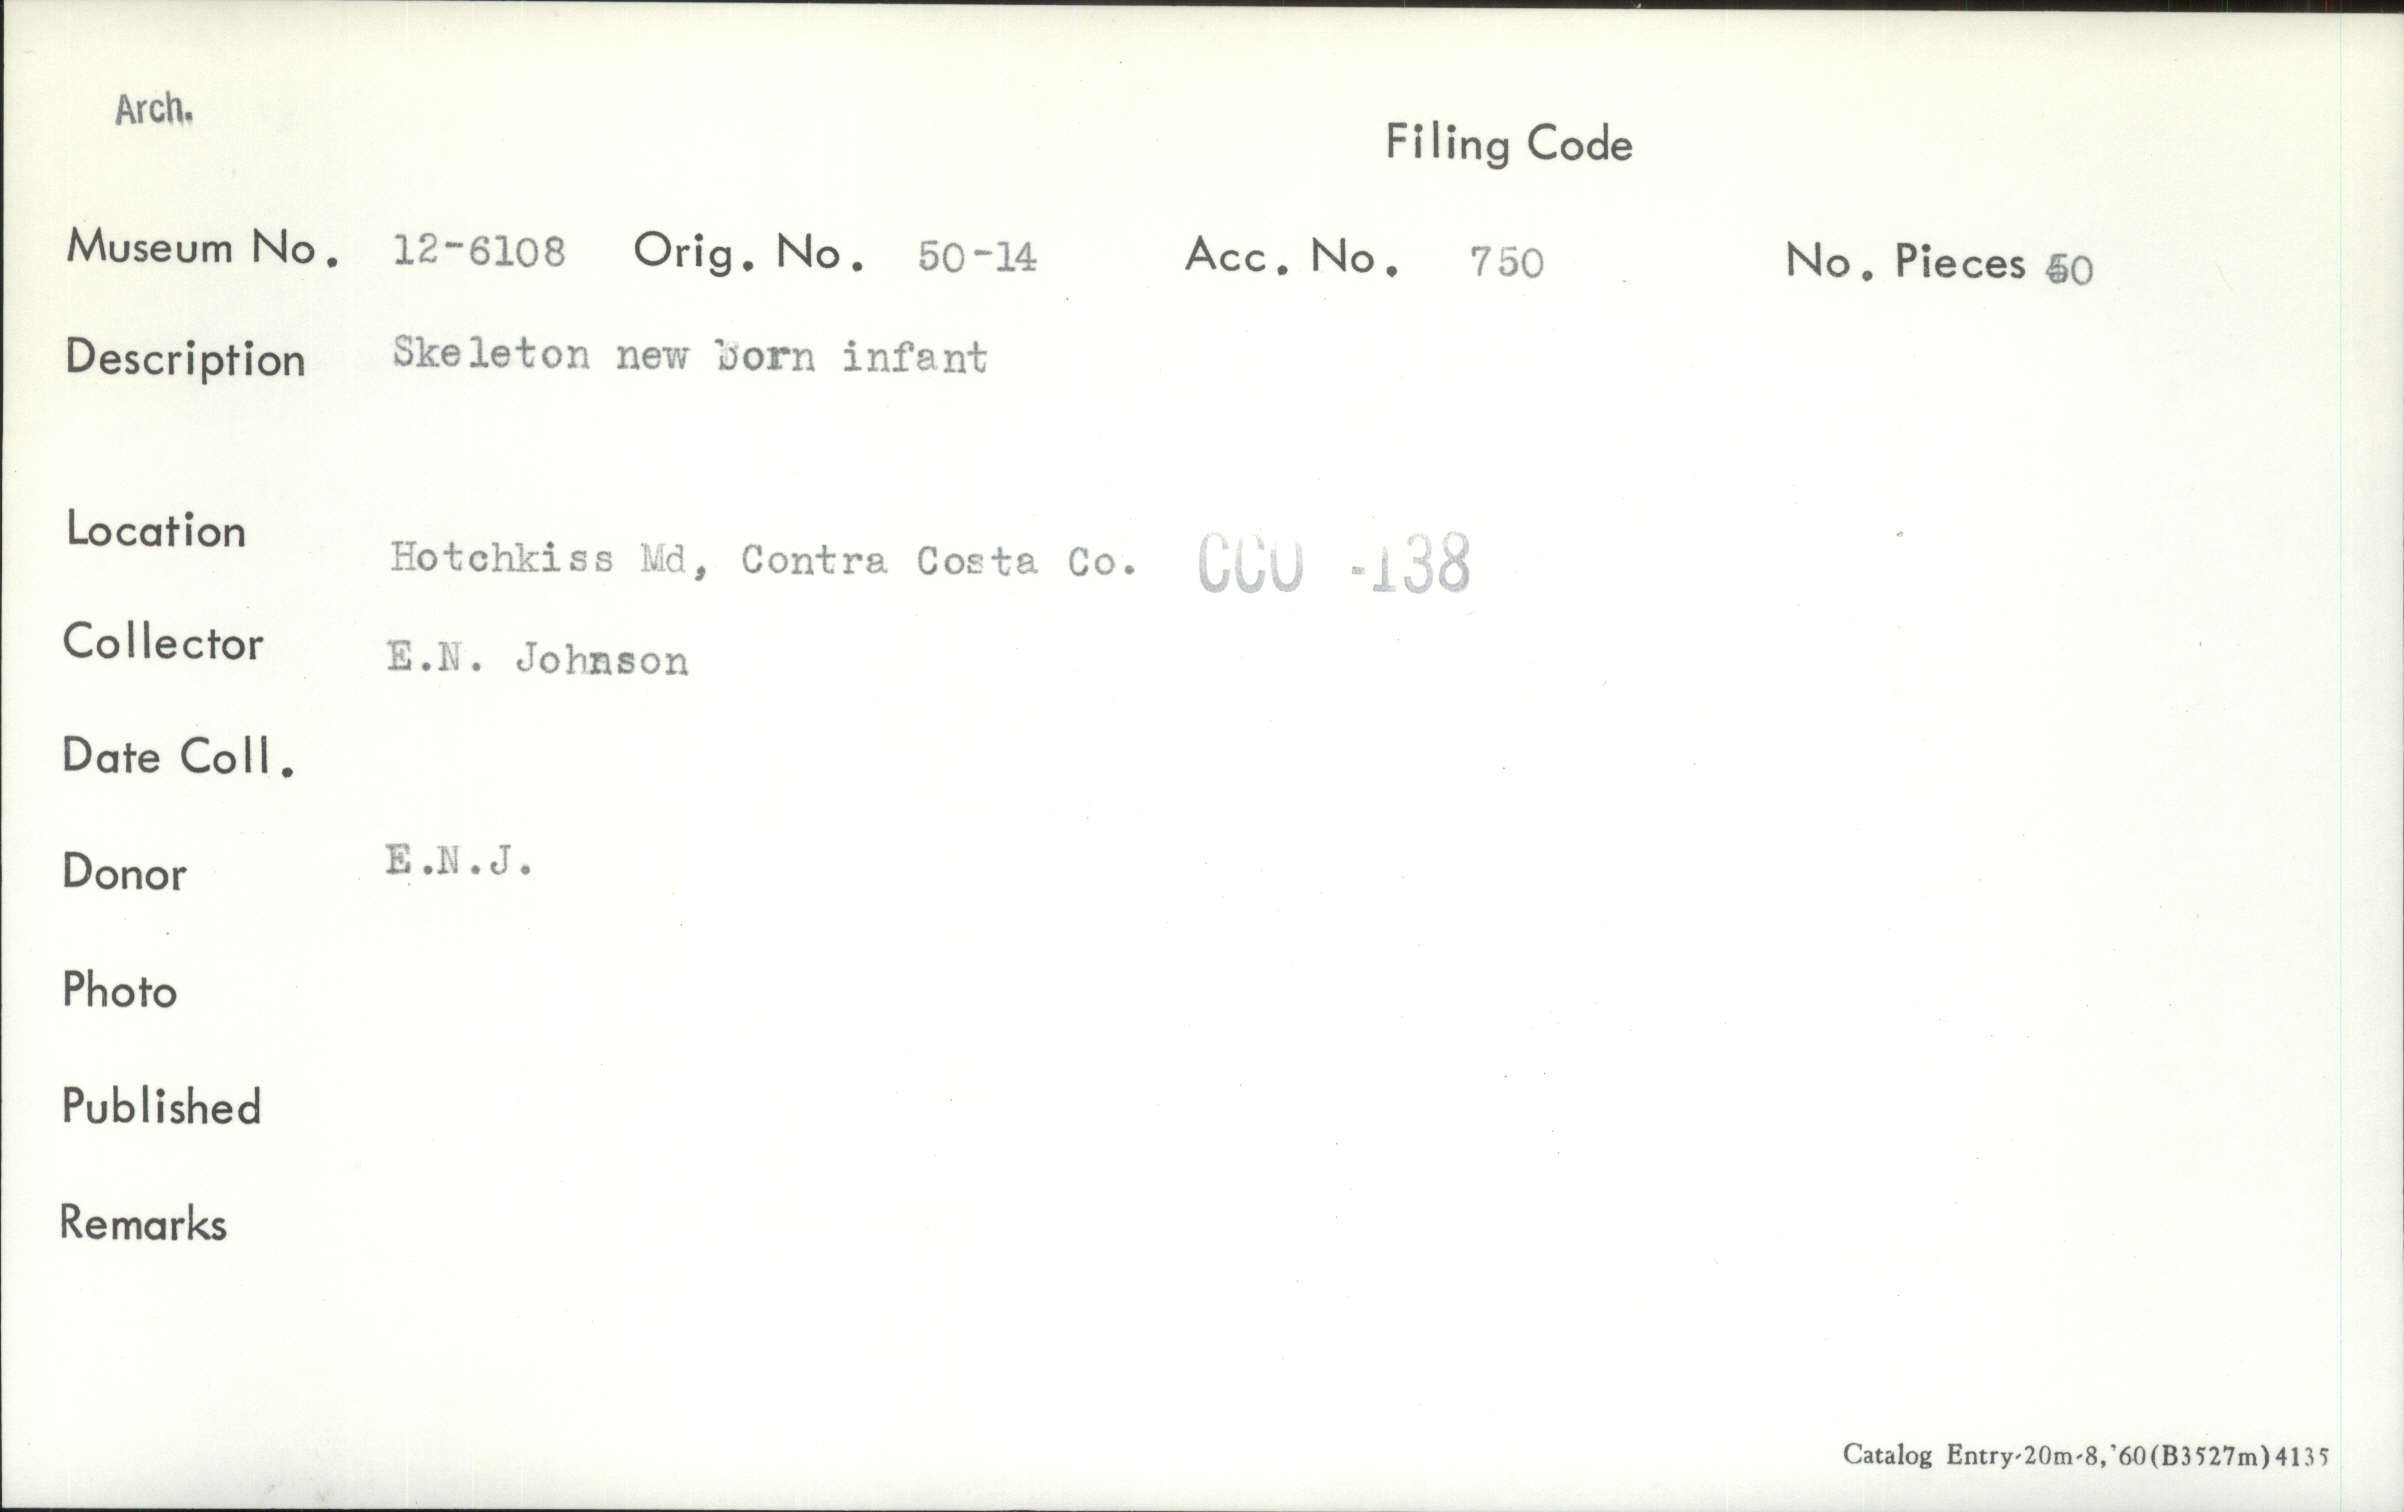 Arch.
Filing Code
Museum No. 12-6108 Orig. No. 50-14 Acc. No. 750 No. Pieces
Description Skeleton new born infant
Location Hotchkiss Md, Contra Costa Co. CCO -138
Collector E.N. Johnson
Date Coll.
Donor E.N.J.
Photo
Published
Remarks
Catalog Entry-20m-8,'60(B3527m)4135